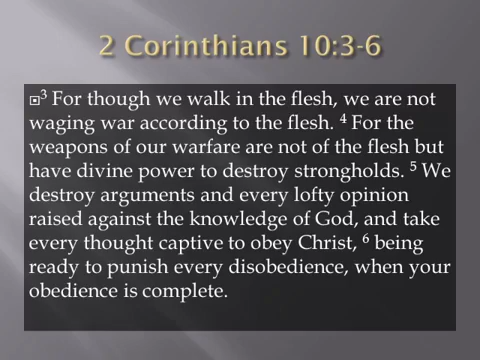 2 Corinthians 10:3-6
³ For though we walk in the flesh, we are not
waging war according to the flesh. ⁴ For the
weapons of our warfare are not of the flesh but
have divine power to destroy strongholds. ⁵ We
destroy arguments and every lofty opinion
raised against the knowledge of God, and take
every thought captive to obey Christ, ⁶ being
ready to punish every disobedience, when your
obedience is complete.